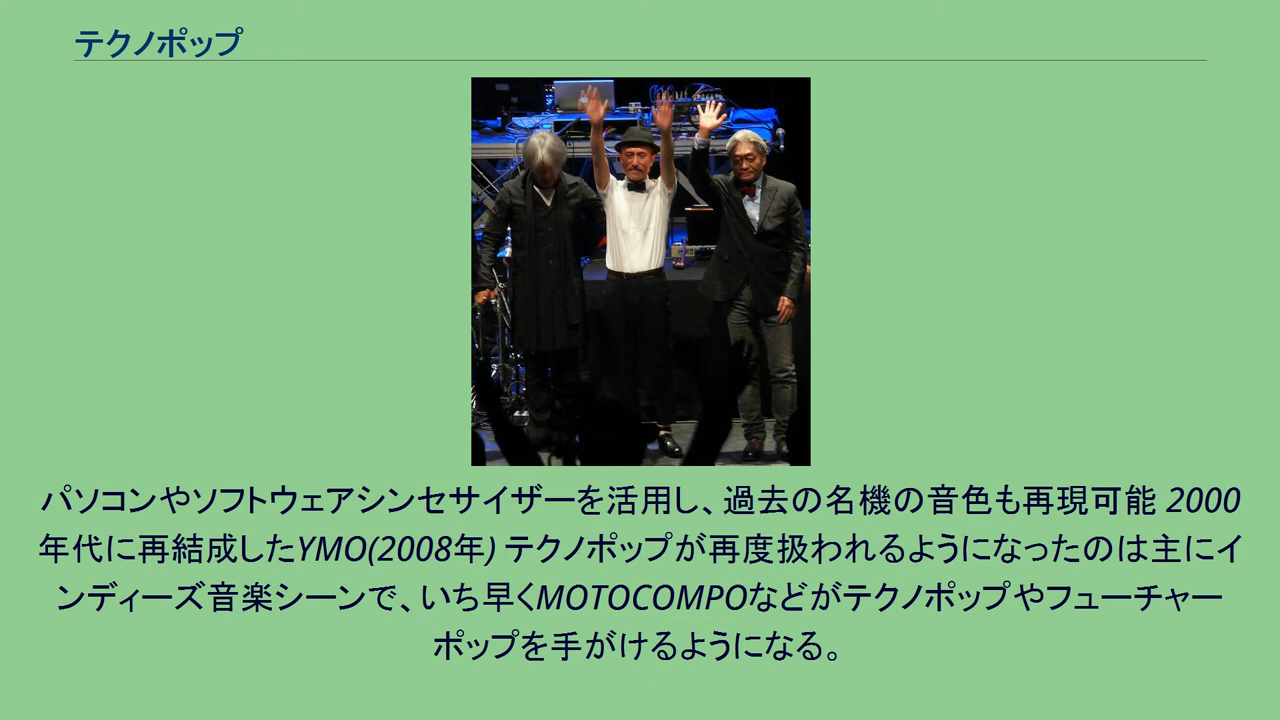 テクノポップ
パソコンやソフトウェアシンセサイザーを活用し、過去の名機の音色も再現可能 2000
年代に再結成したYMO(2008年) テクノポップが再度扱われるようになったのは主にイ
ンディーズ音楽シーンで、いち早くMOTOCOMPOなどがテクノポップやフューチャー
ポップを手がけるようになる。